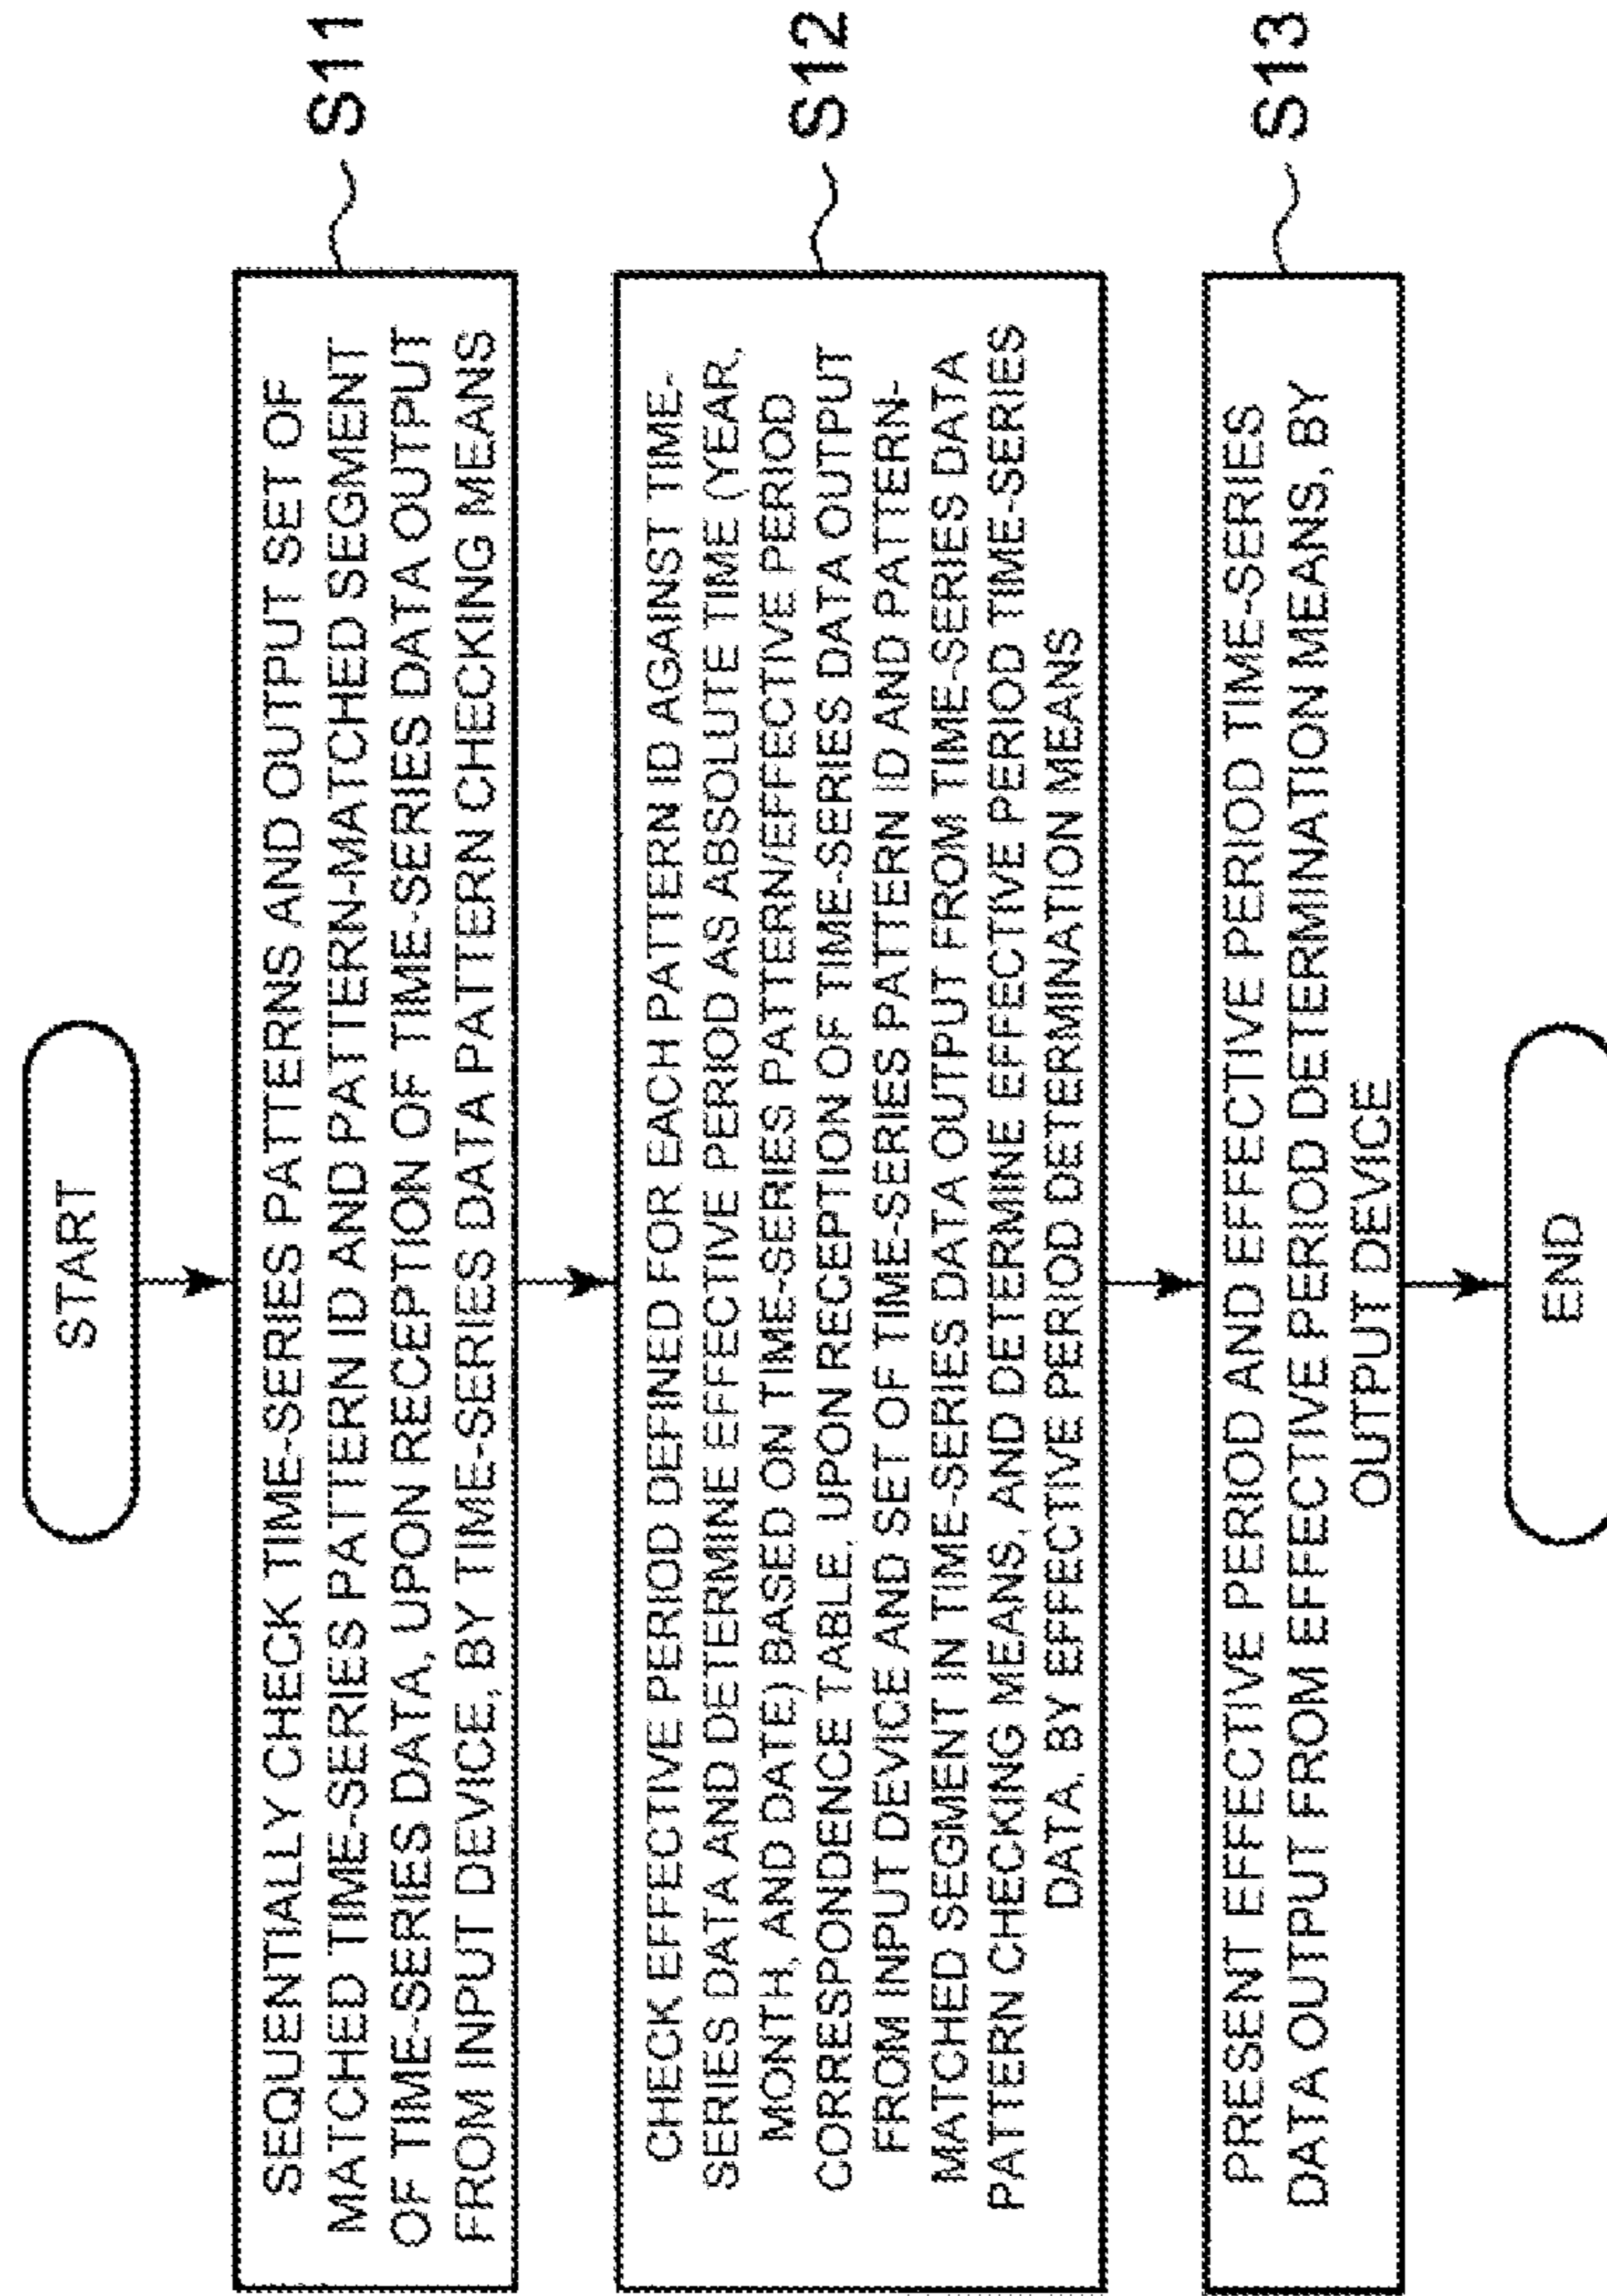 START
SEQUENTIALLY CHECK TIME-SERIES PATTERNS AND OUTPUT SET OF
MATCHED TIME-SERIES PATTERN ID AND PATTERN-MATCHED SEGMENT
OF TIME-SERIES DATA, UPON RECEPTION OF TIME-SERIES DATA OUTPUT
FROM INPUT DEVICE, BY TIME-SERIES DATA PATTERN CHECKING MEANS
S11
CHECK EFFECTIVE PERIOD DEFINED FOR EACH PATTERN ID AGAINST TIME-
SERIES DATA AND DETERMINE EFFECTIVE PERIOD AS ABSOLUTE TIME (YEAR,
MONTH, AND DATE) BASED ON TIME-SERIES PATTERN/EFFECTIVE PERIOD
CORRESPONDENCE TABLE, UPON RECEPTION OF TIME-SERIES DATA OUTPUT
FROM INPUT DEVICE AND SET OF TIME-SERIES PATTERN ID AND PATTERN-
MATCHED SEGMENT IN TIME-SERIES DATA OUTPUT FROM TIME-SERIES DATA
PATTERN CHECKING MEANS, AND DETERMINE EFFECTIVE PERIOD TIME-SERIES
DATA, BY EFFECTIVE PERIOD DETERMINATION MEANS
S12
PRESENT EFFECTIVE PERIOD AND EFFECTIVE PERIOD TIME-SERIES
DATA OUTPUT FROM EFFECTIVE PERIOD DETERMINATION MEANS, BY
OUTPUT DEVICE
S13
END